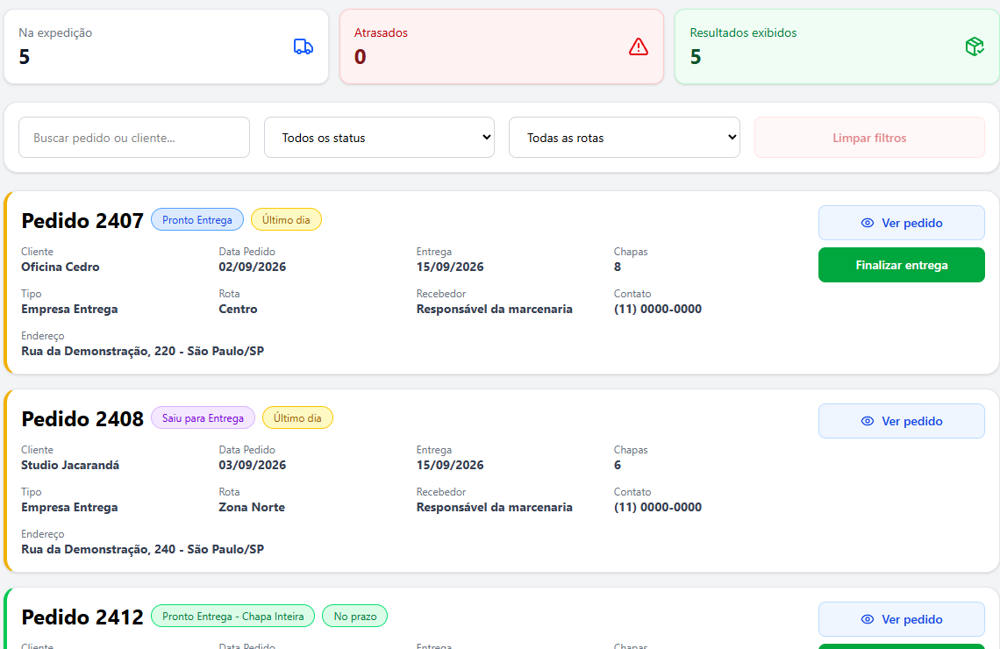 Na expedição
5
Atrasados
0
Resultados exibidos
5
Buscar pedido ou cliente...
Todos os status
Todas as rotas
Limpar filtros
Pedido 2407
Pronto Entrega
Último dia
Ver pedido
Finalizar entrega
Cliente
Oficina Cedro
Data Pedido
02/09/2026
Entrega
15/09/2026
Chapas
8
Tipo
Empresa Entrega
Rota
Centro
Recebedor
Responsável da marcenaria
Contato
(11) 0000-0000
Endereço
Rua da Demonstração, 220 - São Paulo/SP
Pedido 2408
Saiu para Entrega
Último dia
Ver pedido
Cliente
Studio Jacarandá
Data Pedido
03/09/2026
Entrega
15/09/2026
Chapas
6
Tipo
Empresa Entrega
Rota
Zona Norte
Recebedor
Responsável da marcenaria
Contato
(11) 0000-0000
Endereço
Rua da Demonstração, 240 - São Paulo/SP
Pedido 2412
Pronto Entrega - Chapa Inteira
No prazo
Ver pedido
Cliente
Data Pedido
Entrega
Chapas